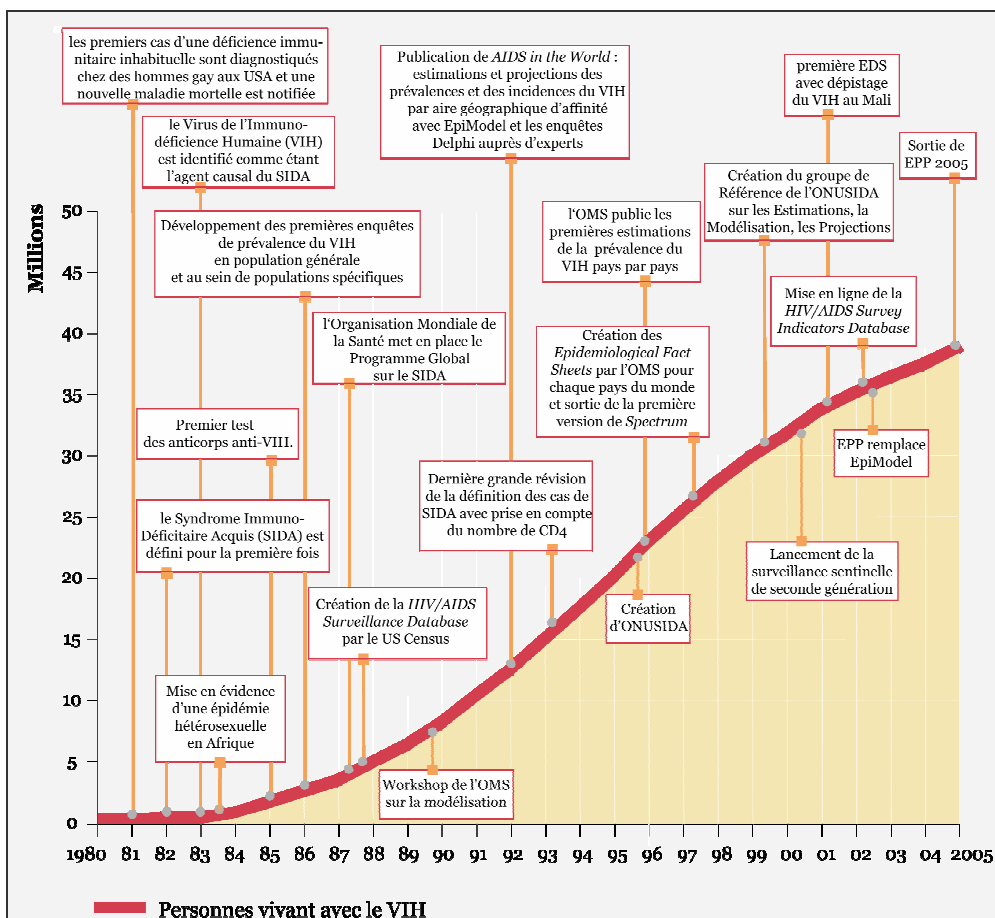 les premiers cas d'une déficience immu-
nitaire inhabituelle sont diagnostiqués
chez des hommes gay aux USA et une
nouvelle maladie mortelle est notifiée
le Virus de l'Immuno-
déficience Humaine (VIH)
est identifié comme étant
l'agent causal du SIDA
Développement des premières enquêtes
de prévalence du VIH
en population générale
et au sein de populations spécifiques
l'Organisation Mondiale de
la Santé met en place le
Programme Global
sur le SIDA
Premier test
des anticorps anti-VIII.
le Syndrome Immuno-
Déficitaire Acquis (SIDA) est
défini pour la première fois
Création de la HIV/AIDS
Surveillance Database
par le US Census
Mise en évidence
d'une épidémie
hétérosexuelle
en Afrique
Workshop de l'OMS
sur la modélisation
Publication de AIDS in the World :
estimations et projections des
prévalences et des incidences du VIH
par aire géographique d'affinité
avec EpiModel et les enquêtes
Delphi auprès d'experts
Dernière grande révision
de la définition des cas de
SIDA avec prise en compte
du nombre de CD4
l'OMS public les
premières estimations
de la prévalence du
VIH pays par pays
Création des
Epidemiological Fact
Sheets par l'OMS pour
chaque pays du monde
et sortie de la première
version de Spectrum
Création
d'ONUSIDA
première EDS
avec dépistage
du VIH au Mali
Création du groupe de
Référence de l'ONUSIDA
sur les Estimations, la
Modélisation, les Projections
Sortie de
EPP 2005
Mise en ligne de la
HIV/AIDS Survey
Indicators Database
EPP remplace
EpiModel
Lancement de la
surveillance sentinelle
de seconde génération
Millions
50
45
40
35
30
25
20
15
10
5
0
1980 81 82 83 84 85 86 87 88 89 90 91 92 93 94 95 96 97 98 99 00 01 02 03 04 2005
Personnes vivant avec le VIH